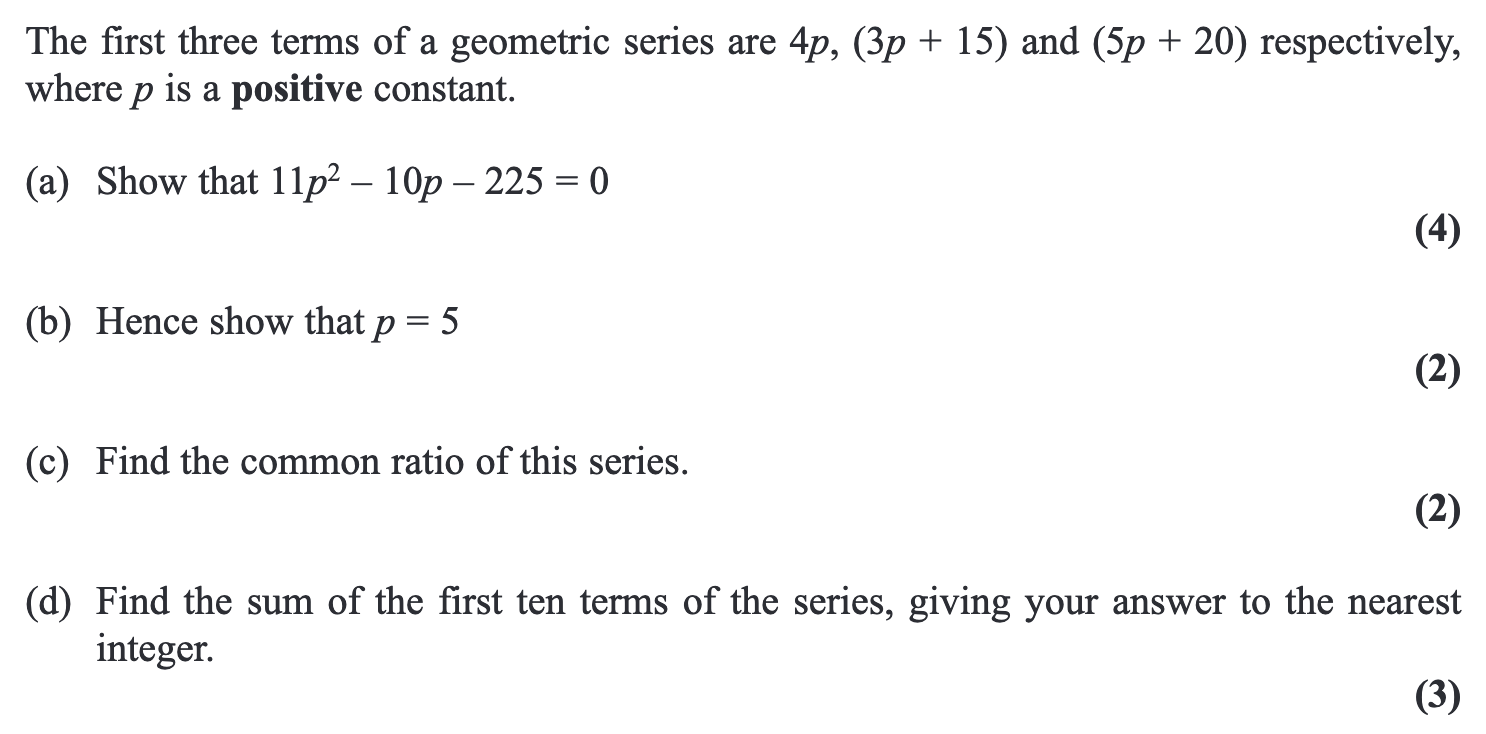 The first three terms of a geometric series are 4p, (3p + 15) and (5p + 20) respectively,
where p is a positive constant.
(a) Show that 11p² – 10p – 225 = 0
(4)
(b) Hence show that p = 5
(2)
(c) Find the common ratio of this series.
(2)
(d) Find the sum of the first ten terms of the series, giving your answer to the nearest
integer.
(3)